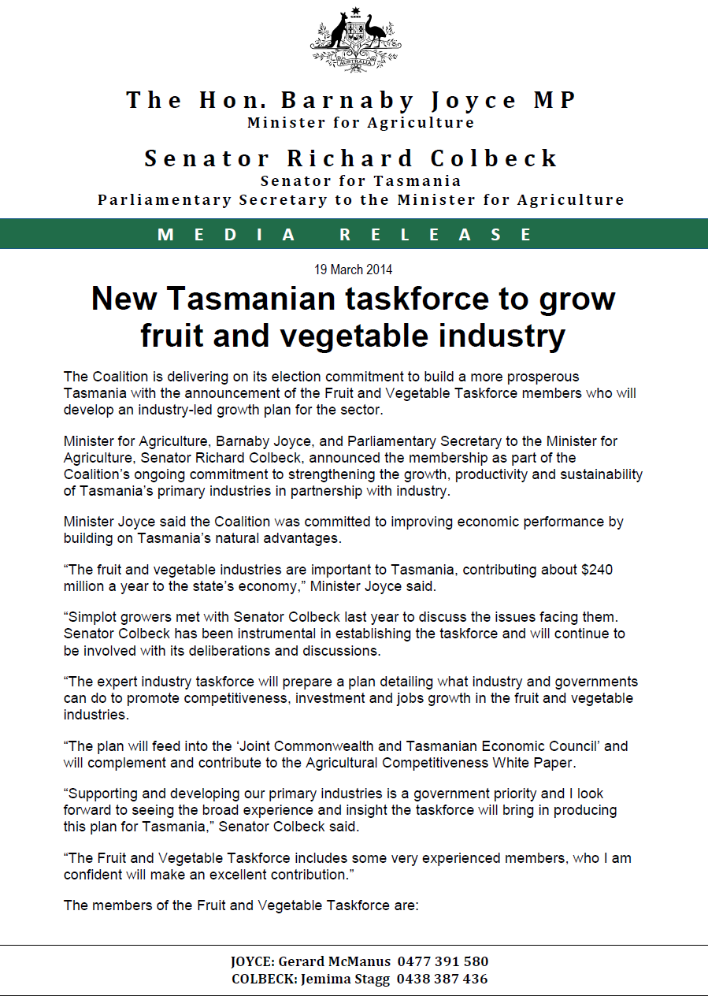 AUSTRALIA
The Hon. Barnaby Joyce MP
Minister for Agriculture
Senator Richard Colbeck
Senator for Tasmania
Parliamentary Secretary to the Minister for Agriculture
MEDIA RELEASE
19 March 2014
New Tasmanian taskforce to grow
fruit and vegetable industry
The Coalition is delivering on its election commitment to build a more prosperous
Tasmania with the announcement of the Fruit and Vegetable Taskforce members who will
develop an industry-led growth plan for the sector.
Minister for Agriculture, Barnaby Joyce, and Parliamentary Secretary to the Minister for
Agriculture, Senator Richard Colbeck, announced the membership as part of the
Coalition’s ongoing commitment to strengthening the growth, productivity and sustainability
of Tasmania’s primary industries in partnership with industry.
Minister Joyce said the Coalition was committed to improving economic performance by
building on Tasmania’s natural advantages.
“The fruit and vegetable industries are important to Tasmania, contributing about $240
million a year to the state’s economy,” Minister Joyce said.
“Simplot growers met with Senator Colbeck last year to discuss the issues facing them.
Senator Colbeck has been instrumental in establishing the taskforce and will continue to
be involved with its deliberations and discussions.
“The expert industry taskforce will prepare a plan detailing what industry and governments
can do to promote competitiveness, investment and jobs growth in the fruit and vegetable
industries.
“The plan will feed into the ‘Joint Commonwealth and Tasmanian Economic Council’ and
will complement and contribute to the Agricultural Competitiveness White Paper.
“Supporting and developing our primary industries is a government priority and I look
forward to seeing the broad experience and insight the taskforce will bring in producing
this plan for Tasmania,” Senator Colbeck said.
“The Fruit and Vegetable Taskforce includes some very experienced members, who I am
confident will make an excellent contribution.”
The members of the Fruit and Vegetable Taskforce are:
JOYCE: Gerard McManus 0477 391 580
COLBECK: Jemima Stagg 0438 387 436